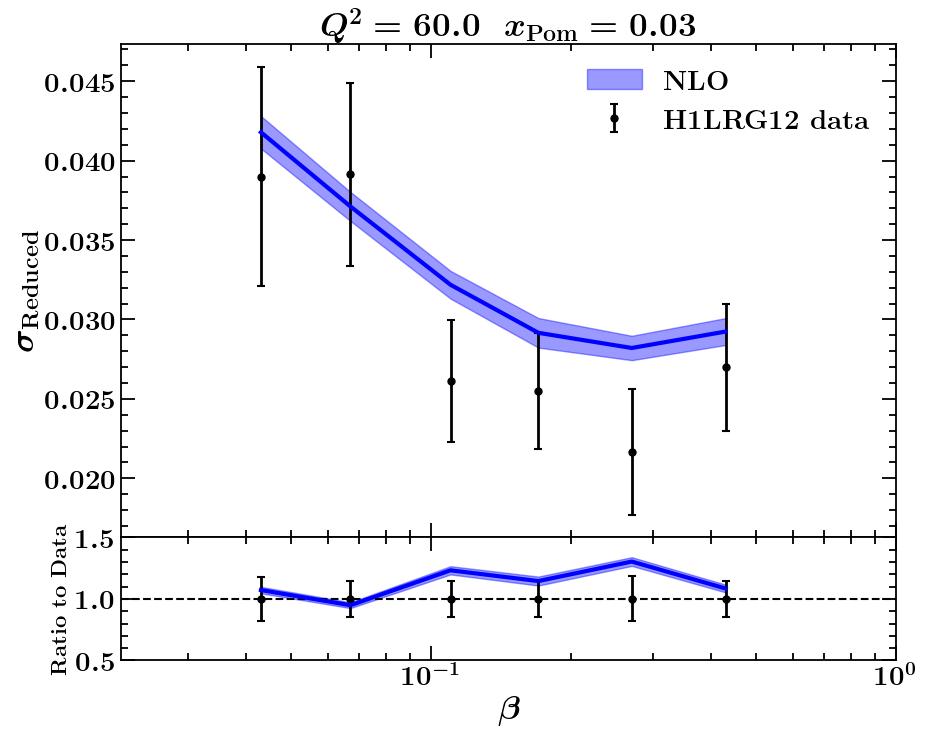 Q² = 60.0 x_Pom = 0.03
NLO
H1LRG12 data
0.045
0.040
0.035
0.030
0.025
0.020
σ_Reduced
1.5
1.0
0.5
Ratio to Data
10⁻¹
10⁰
β